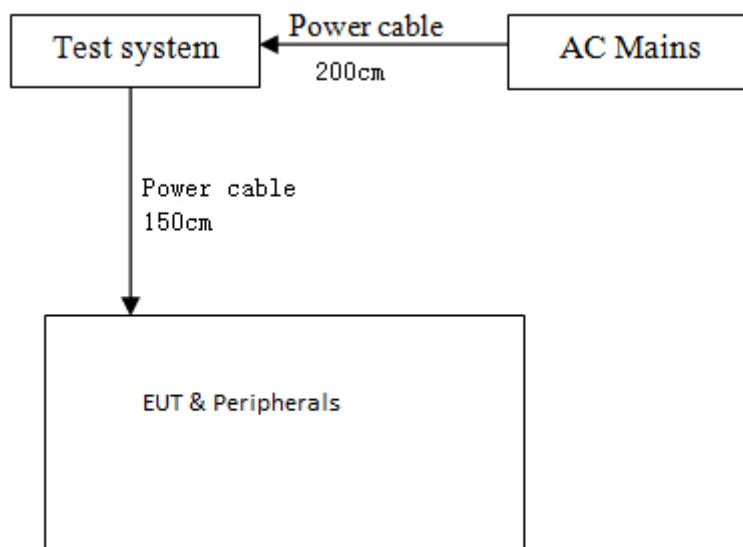 Test system
Power cable
200cm
AC Mains
Power cable
150cm
EUT & Peripherals